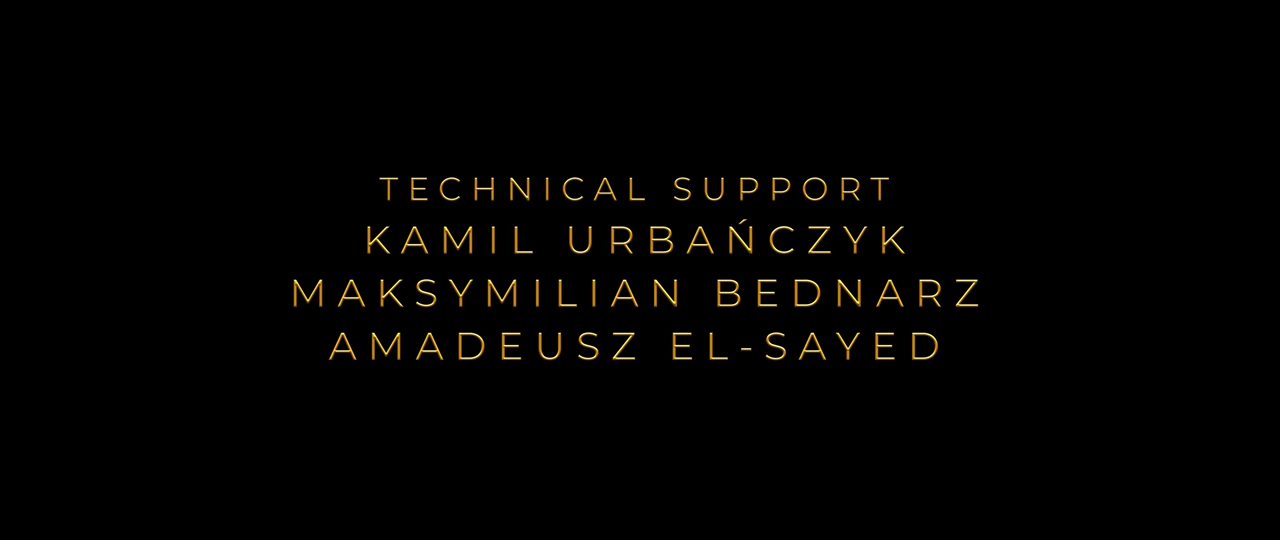 TECHNICAL SUPPORT
KAMIL URBAŃCZYK
MAKSYMILIAN BEDNARZ
AMADEUSZ EL-SAYED